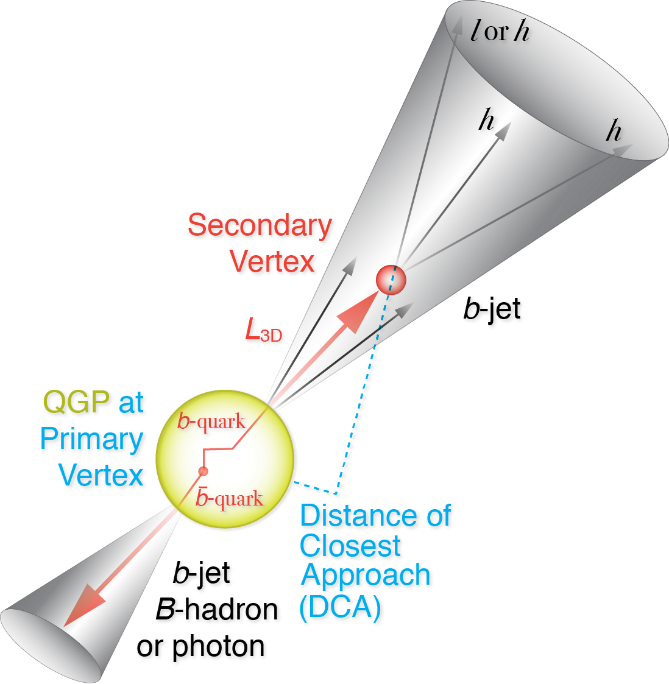 l or h
h
h
Secondary
Vertex
b-jet
L3D
QGP at
Primary
Vertex
b-quark
b̄-quark
Distance of
Closest
Approach
(DCA)
b-jet
B-hadron
or photon